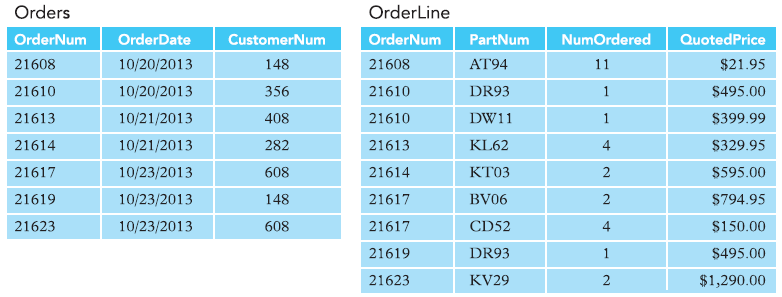 Orders
OrderNum OrderDate CustomerNum
21608 10/20/2013 148
21610 10/20/2013 356
21613 10/21/2013 408
21614 10/21/2013 282
21617 10/23/2013 608
21619 10/23/2013 148
21623 10/23/2013 608
OrderLine
OrderNum PartNum NumOrdered QuotedPrice
21608 AT94 11 $21.95
21610 DR93 1 $495.00
21610 DW11 1 $399.99
21613 KL62 4 $329.95
21614 KT03 2 $595.00
21617 BV06 2 $794.95
21617 CD52 4 $150.00
21619 DR93 1 $495.00
21623 KV29 2 $1,290.00